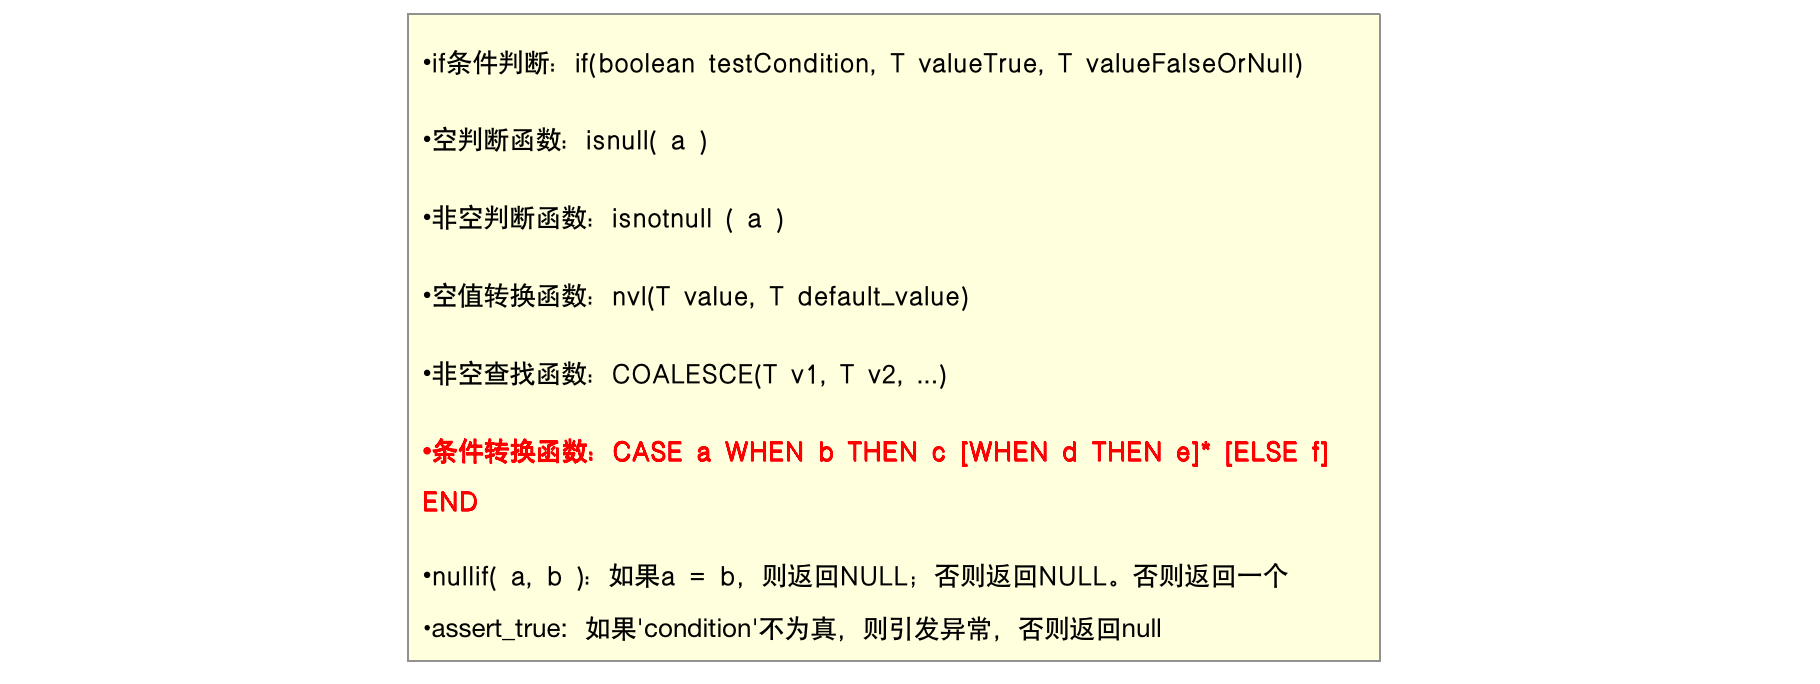 •if条件判断：if(boolean testCondition, T valueTrue, T valueFalseOrNull)
•空判断函数：isnull( a )
•非空判断函数：isnotnull ( a )
•空值转换函数：nvl(T value, T default_value)
•非空查找函数：COALESCE(T v1, T v2, ...)
•条件转换函数：CASE a WHEN b THEN c [WHEN d THEN e]* [ELSE f]
END
•nullif( a, b )：如果a = b，则返回NULL；否则返回NULL。否则返回一个
•assert_true：如果'condition'不为真，则引发异常，否则返回null